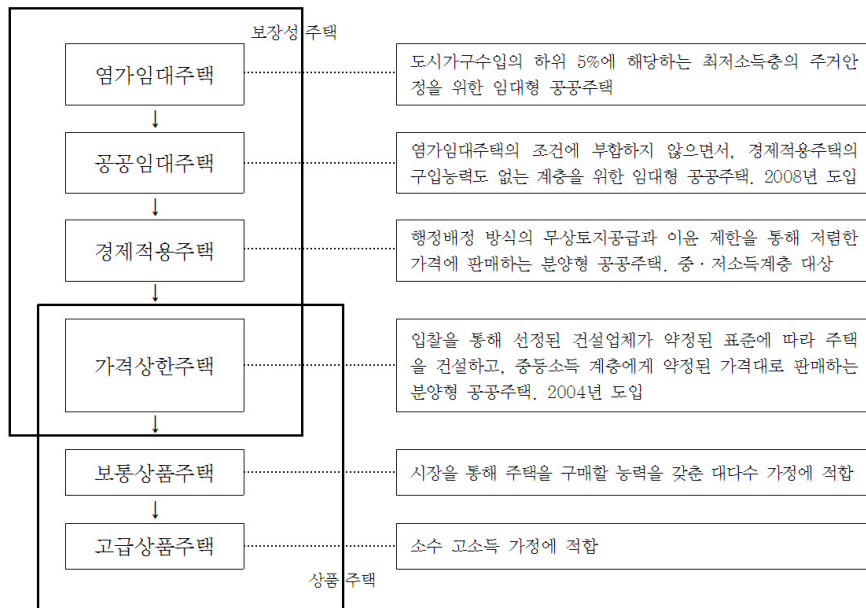 보장성 주택
염가임대주택
도시가구수입의 하위 5%에 해당하는 최저소득층의 주거안
정을 위한 임대형 공공주택
↓
공공임대주택
염가임대주택의 조건에 부합하지 않으면서, 경제적용주택의
구입능력도 없는 계층을 위한 임대형 공공주택. 2008년 도입
↓
경제적용주택
행정배정 방식의 무상토지공급과 이윤 제한을 통해 저렴한
가격에 판매하는 분양형 공공주택. 중·저소득계층 대상
↓
가격상한주택
입찰을 통해 선정된 건설업체가 약정된 표준에 따라 주택
을 건설하고, 중등소득 계층에게 약정된 가격대로 판매하는
분양형 공공주택. 2004년 도입
↓
보통상품주택
시장을 통해 주택을 구매할 능력을 갖춘 대다수 가정에 적합
↓
고급상품주택
소수 고소득 가정에 적합
상품 주택